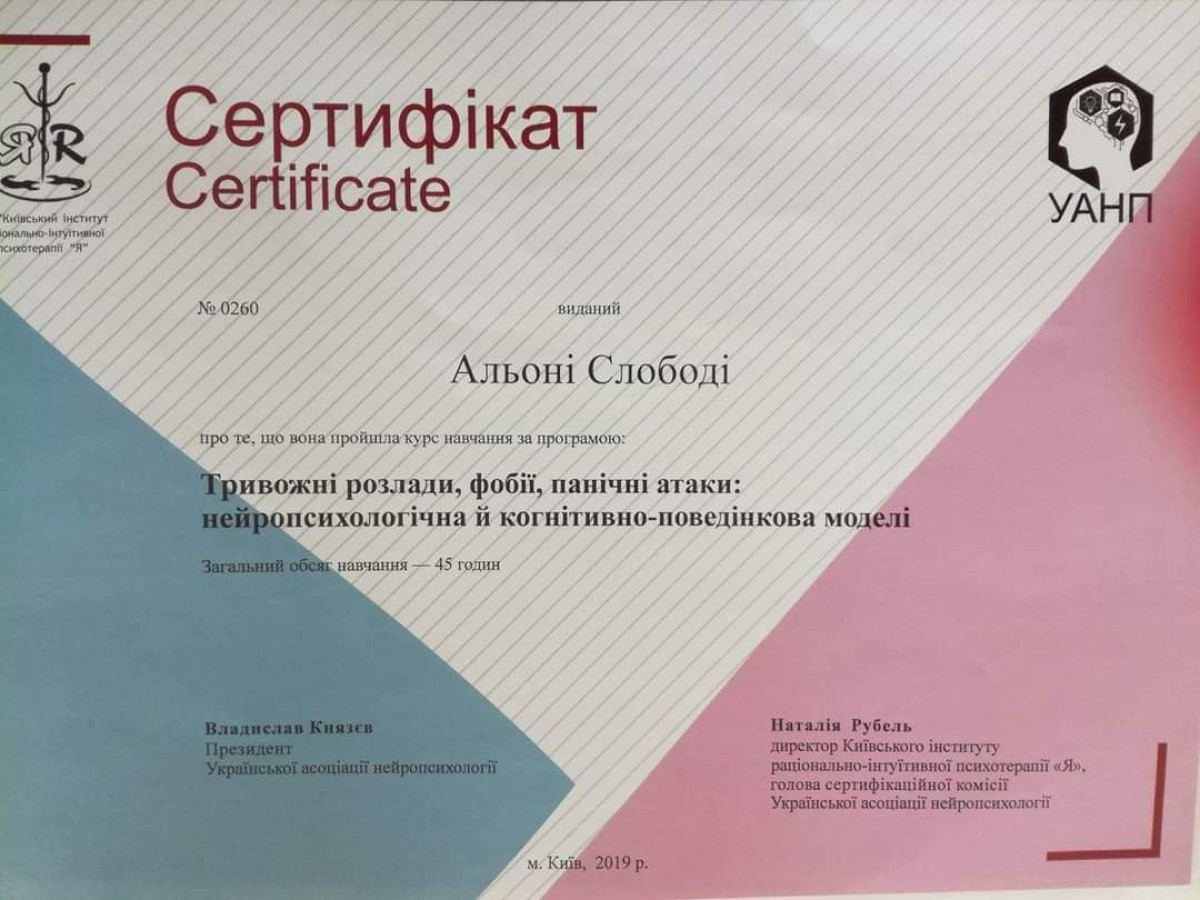 Сертифікат
Certificate
ЯR
УАНП
Київський інститут
інтуїтивної
психотерапії "Я"
№ 0260 виданий
Альоні Слободі
про те, що вона пройшла курс навчання за програмою:
Тривожні розлади, фобії, панічні атаки:
нейропсихологічна й когнітивно-поведінкова моделі
Загальний обсяг навчання — 45 годин
Владислав Князєв
Президент
Української асоціації нейропсихології
Наталія Рубель
директор Київського інституту
раціонально-інтуїтивної психотерапії «Я»,
голова сертифікаційної комісії
Української асоціації нейропсихології
м. Київ, 2019 р.